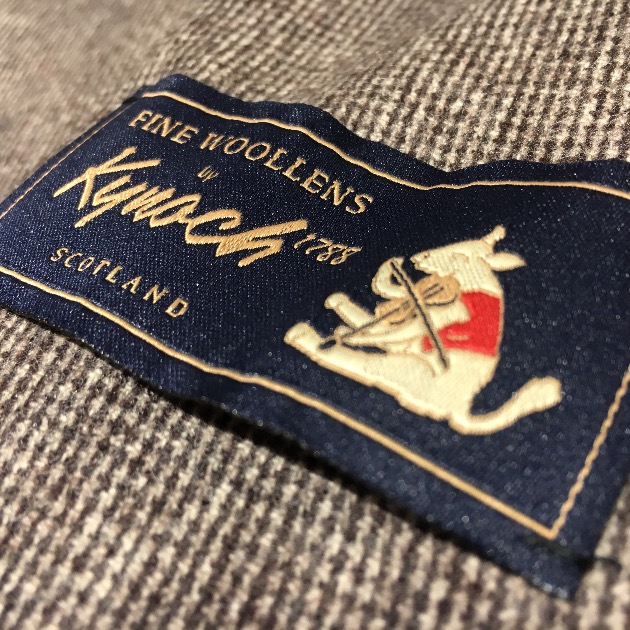 FINE WOOLLENS
by
Kynoch 1788
SCOTLAND